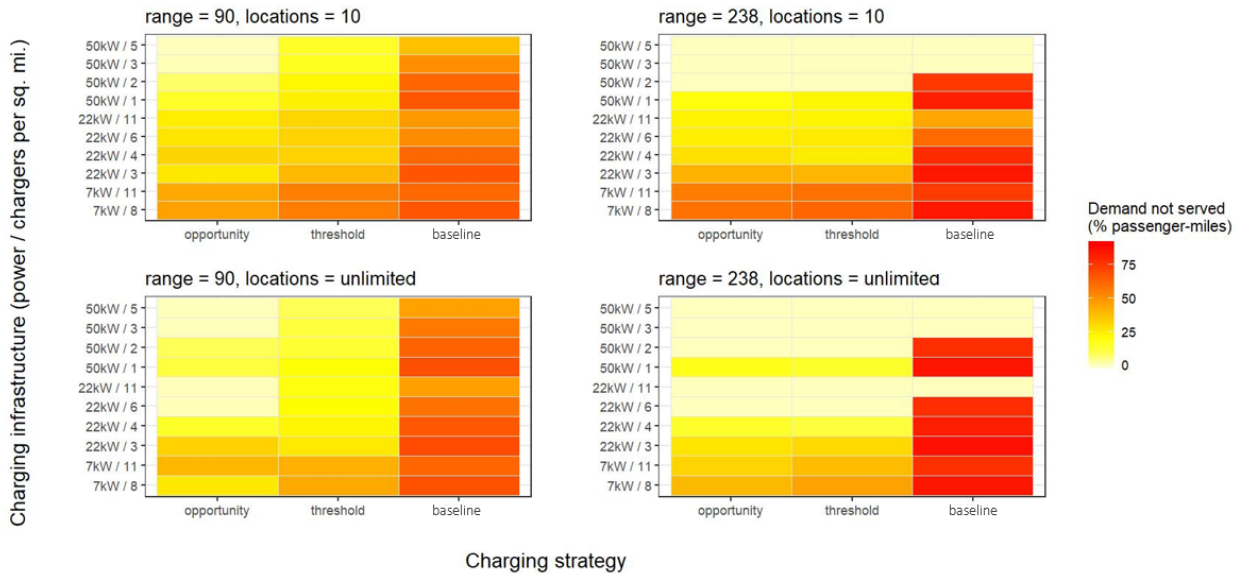 Charging infrastructure (power / chargers per sq. mi.)
range = 90, locations = 10
50kW / 5
50kW / 3
50kW / 2
50kW / 1
22kW / 11
22kW / 6
22kW / 4
22kW / 3
7kW / 11
7kW / 8
opportunity threshold baseline
range = 238, locations = 10
50kW / 5
50kW / 3
50kW / 2
50kW / 1
22kW / 11
22kW / 6
22kW / 4
22kW / 3
7kW / 11
7kW / 8
opportunity threshold baseline
range = 90, locations = unlimited
50kW / 5
50kW / 3
50kW / 2
50kW / 1
22kW / 11
22kW / 6
22kW / 4
22kW / 3
7kW / 11
7kW / 8
opportunity threshold baseline
range = 238, locations = unlimited
50kW / 5
50kW / 3
50kW / 2
50kW / 1
22kW / 11
22kW / 6
22kW / 4
22kW / 3
7kW / 11
7kW / 8
opportunity threshold baseline
Demand not served
(% passenger-miles)
75
50
25
0
Charging strategy